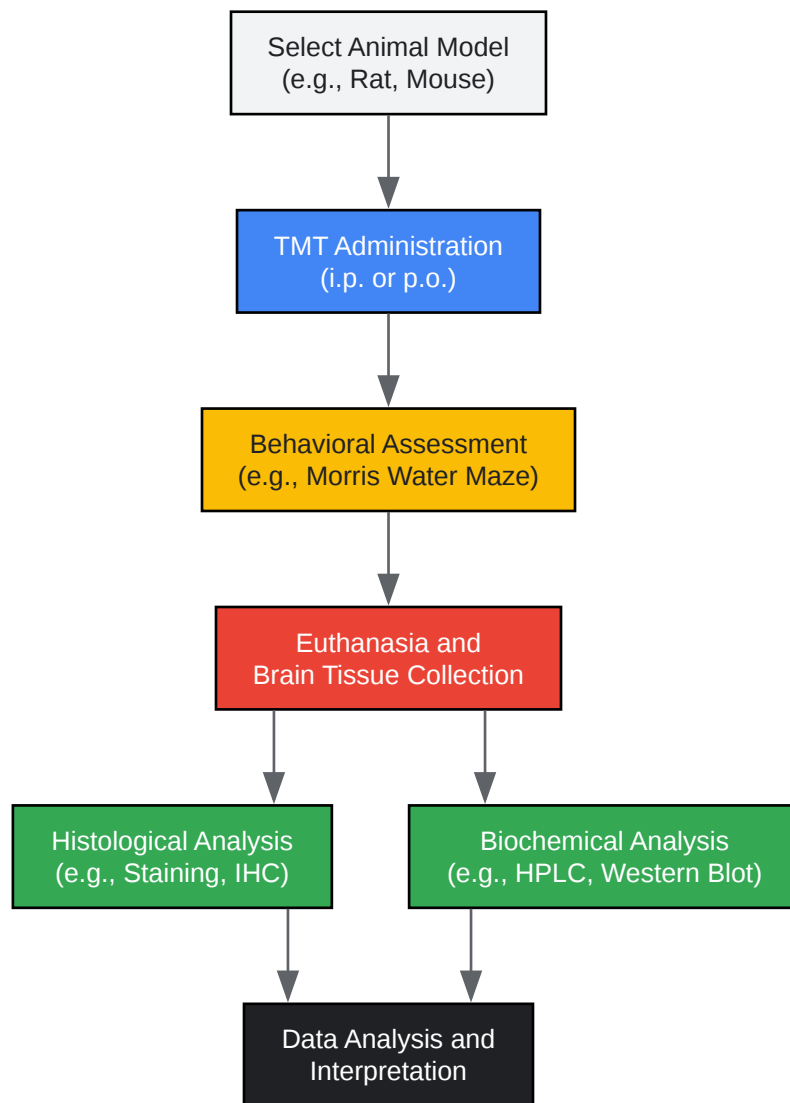 Select Animal Model
(e.g., Rat, Mouse)
TMT Administration
(i.p. or p.o.)
Behavioral Assessment
(e.g., Morris Water Maze)
Euthanasia and
Brain Tissue Collection
Histological Analysis
(e.g., Staining, IHC)
Biochemical Analysis
(e.g., HPLC, Western Blot)
Data Analysis and
Interpretation